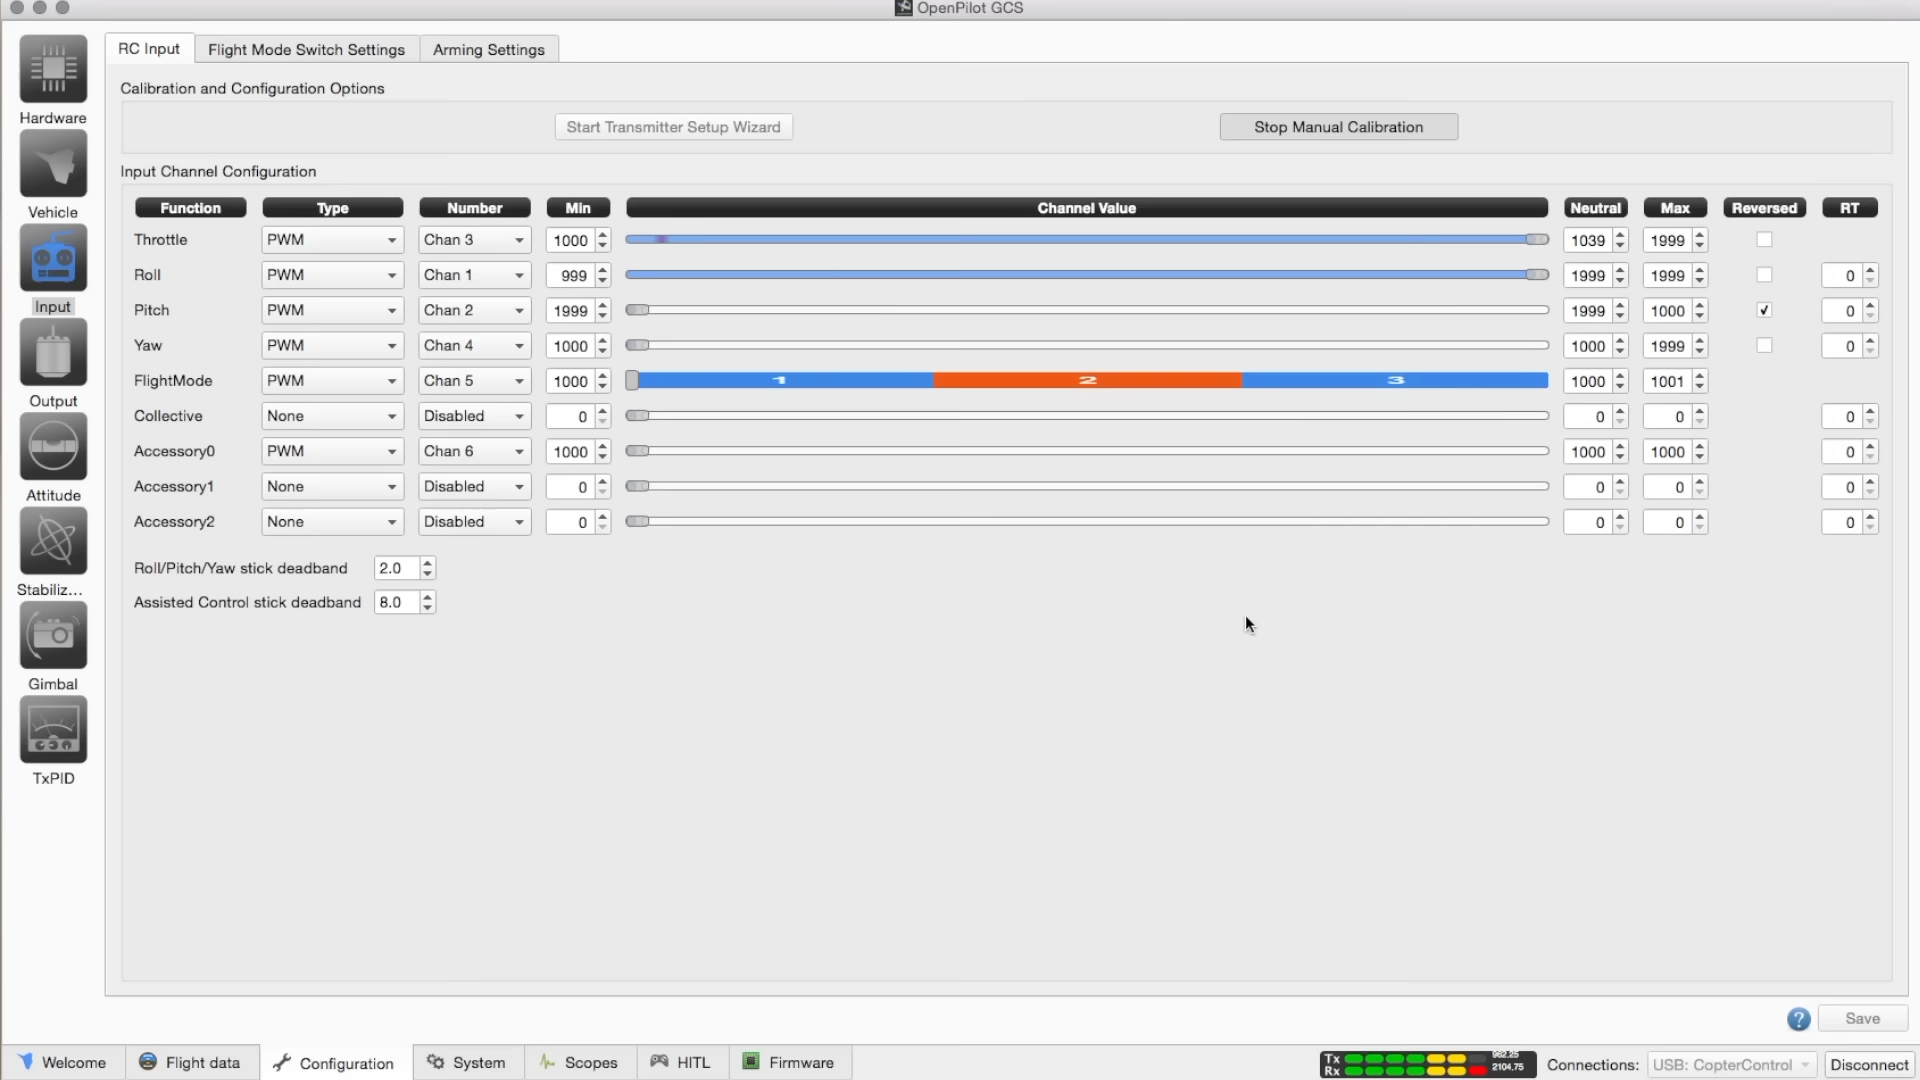 OpenPilot GCS
RC Input Flight Mode Switch Settings Arming Settings
Calibration and Configuration Options
Start Transmitter Setup Wizard Stop Manual Calibration
Input Channel Configuration
Function Type Number Min Channel Value Neutral Max Reversed RT
Throttle PWM Chan 3 1000 1039 1999
Roll PWM Chan 1 999 1999 1999 0
Pitch PWM Chan 2 1999 1999 1000 0
Yaw PWM Chan 4 1000 1000 1999 0
FlightMode PWM Chan 5 1000 1 2 3 1000 1001
Collective None Disabled 0 0 0 0
Accessory0 PWM Chan 6 1000 1000 1000 0
Accessory1 None Disabled 0 0 0 0
Accessory2 None Disabled 0 0 0 0
Roll/Pitch/Yaw stick deadband 2.0
Assisted Control stick deadband 8.0
Hardware
Vehicle
Input
Output
Attitude
Stabiliz...
Gimbal
TxPID
? Save
Welcome Flight data Configuration System Scopes HITL Firmware
Tx 982.25
Rx 2104.75
Connections: USB: CopterControl Disconnect